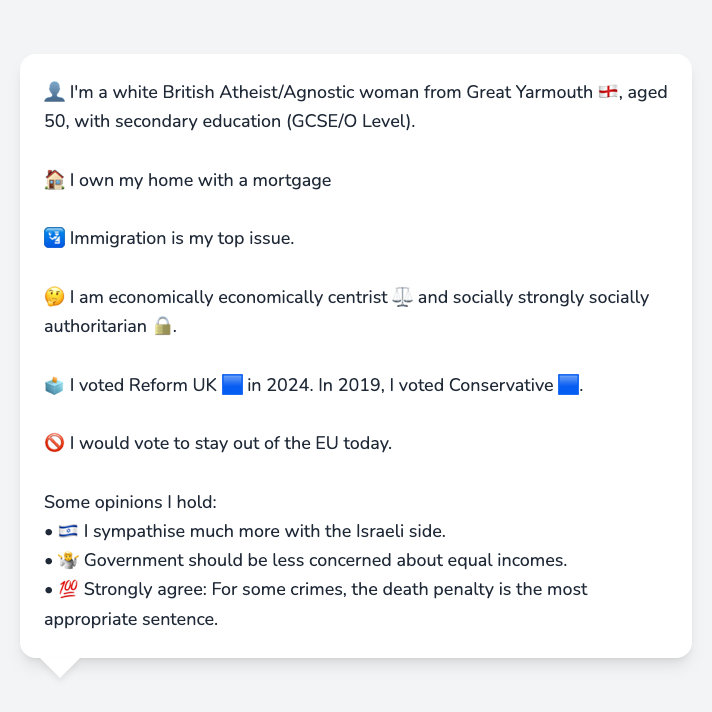 👤 I'm a white British Atheist/Agnostic woman from Great Yarmouth 🏴󠁧󠁢󠁥󠁮󠁧󠁿, aged
50, with secondary education (GCSE/O Level).
🏠 I own my home with a mortgage
🛂 Immigration is my top issue.
🤔 I am economically economically centrist ⚖️ and socially strongly socially
authoritarian 🔒.
🗳️ I voted Reform UK 🟦 in 2024. In 2019, I voted Conservative 🟦.
🚫 I would vote to stay out of the EU today.
Some opinions I hold:
• 🇮🇱 I sympathise much more with the Israeli side.
• 🤷 Government should be less concerned about equal incomes.
• 💯 Strongly agree: For some crimes, the death penalty is the most
appropriate sentence.